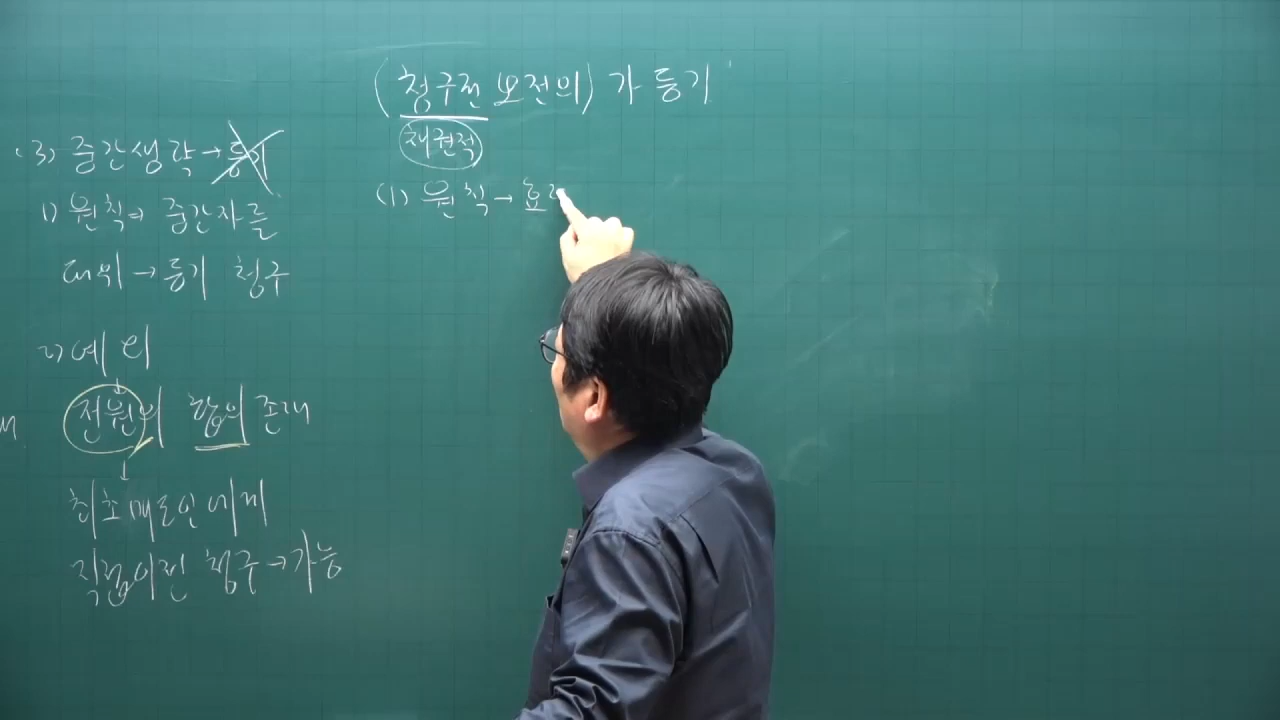 (3) 중간생략→등기
1) 원칙→ 중간자를
대위→등기 청구
2) 예외
전원의 합의 존재
↓
최초매도인에게
직접이전 청구→가능
(청구권 보전의) 가등기
채권적
(1) 원칙→효